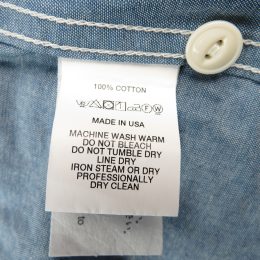 100% COTTON
MADE IN USA
MACHINE WASH WARM
DO NOT BLEACH
DO NOT TUMBLE DRY
LINE DRY
IRON STEAM OR DRY
PROFESSIONALLY
DRY CLEAN